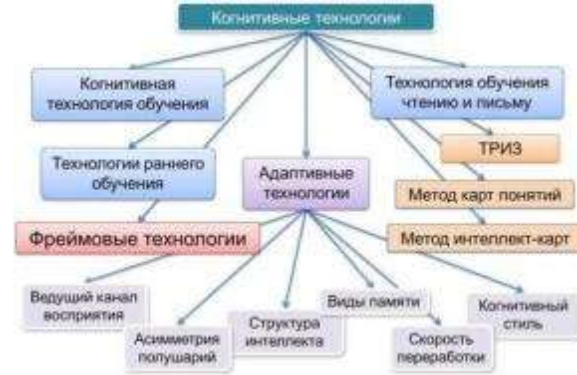 Когнитивные технологии
Когнитивная
технология обучения
Технология обучения
чтению и письму
Технологии раннего
обучения
Адаптивные
технологии
ТРИЗ
Метод карт понятий
Фреймовые технологии
Метод интеллект-карт
Ведущий канал
восприятия
Асимметрия
полушарий
Структура
интеллекта
Виды памяти
Скорость
переработки
Когнитивный
стиль